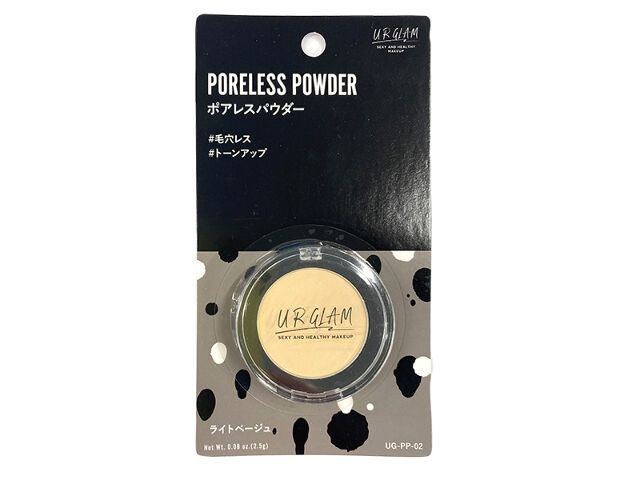 URGLAM
SEXY AND HEALTHY
MAKEUP
PORELESS POWDER
ポアレスパウダー
#毛穴レス
#トーンアップ
URGLAM
SEXY AND HEALTHY MAKEUP
ライトベージュ
Net Wt. 0.08 oz.(2.5g)
UG-PP-02